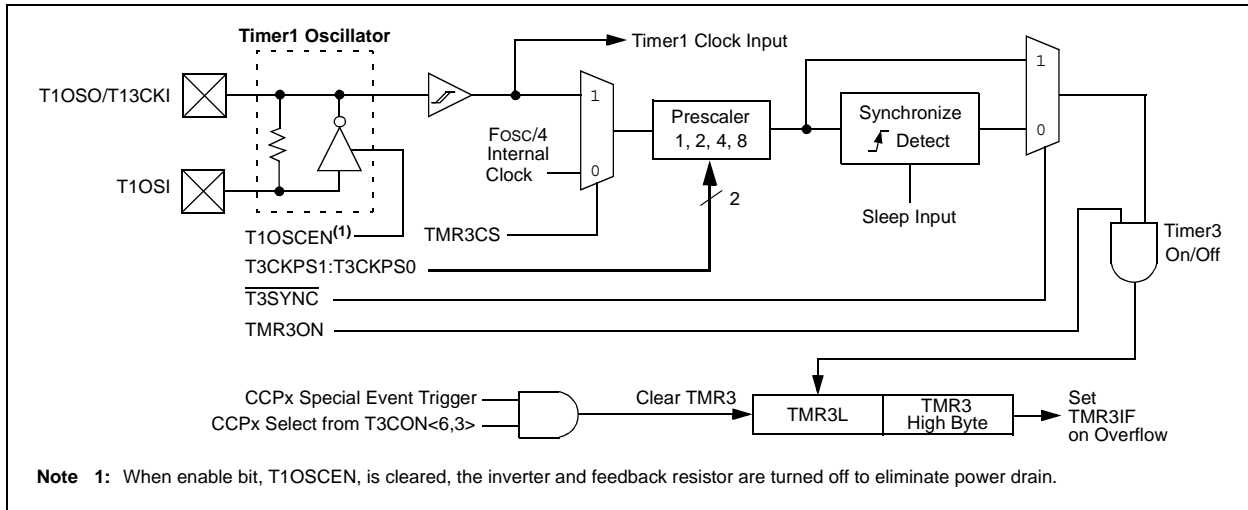 Timer1 Oscillator
Timer1 Clock Input
T1OSO/T13CKI
1
FOSC/4
Internal
Clock
0
Prescaler
1, 2, 4, 8
Synchronize
Detect
1
0
T1OSI
2
Sleep Input
T1OSCEN(1)
TMR3CS
Timer3
On/Off
T3CKPS1:T3CKPS0
T3SYNC
TMR3ON
CCPx Special Event Trigger
CCPx Select from T3CON<6,3>
Clear TMR3
TMR3L
TMR3
High Byte
Set
TMR3IF
on Overflow
Note 1: When enable bit, T1OSCEN, is cleared, the inverter and feedback resistor are turned off to eliminate power drain.